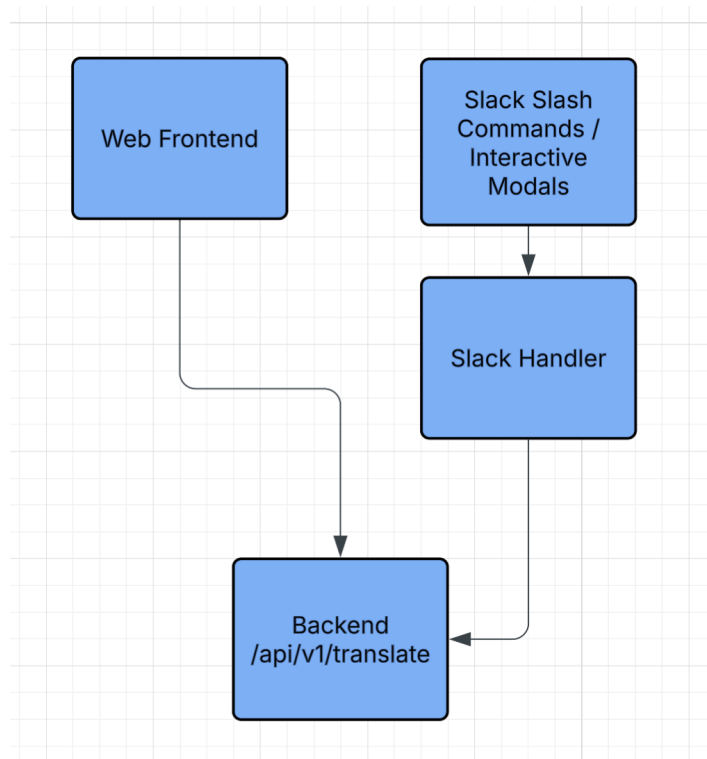 Web Frontend
Slack Slash
Commands /
Interactive
Modals
Slack Handler
Backend
/api/v1/translate